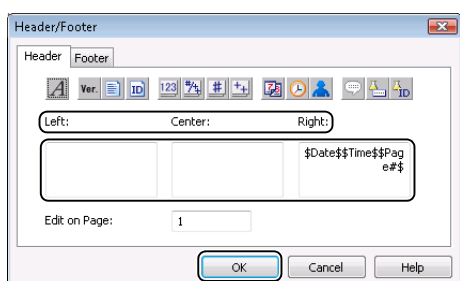 Header/Footer
Header Footer
A Ver. ID 123 # ID
Left: Center: Right:
$Date$$Time$$Pag
e#$
Edit on Page: 1
OK Cancel Help